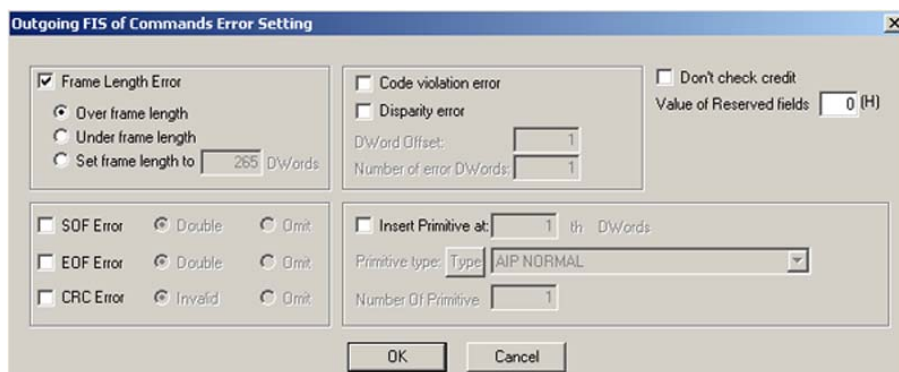 Outgoing FIS of Commands Error Setting
Frame Length Error
Over frame length
Under frame length
Set frame length to 265 DWords
Code violation error
Disparity error
DWord Offset: 1
Number of error DWords: 1
Don't check credit
Value of Reserved fields 0 (H)
SOF Error Double Omit
EOF Error Double Omit
CRC Error Invalid Omit
Insert Primitive at: 1 th DWords
Primitive type: Type AIP NORMAL
Number Of Primitive 1
OK Cancel